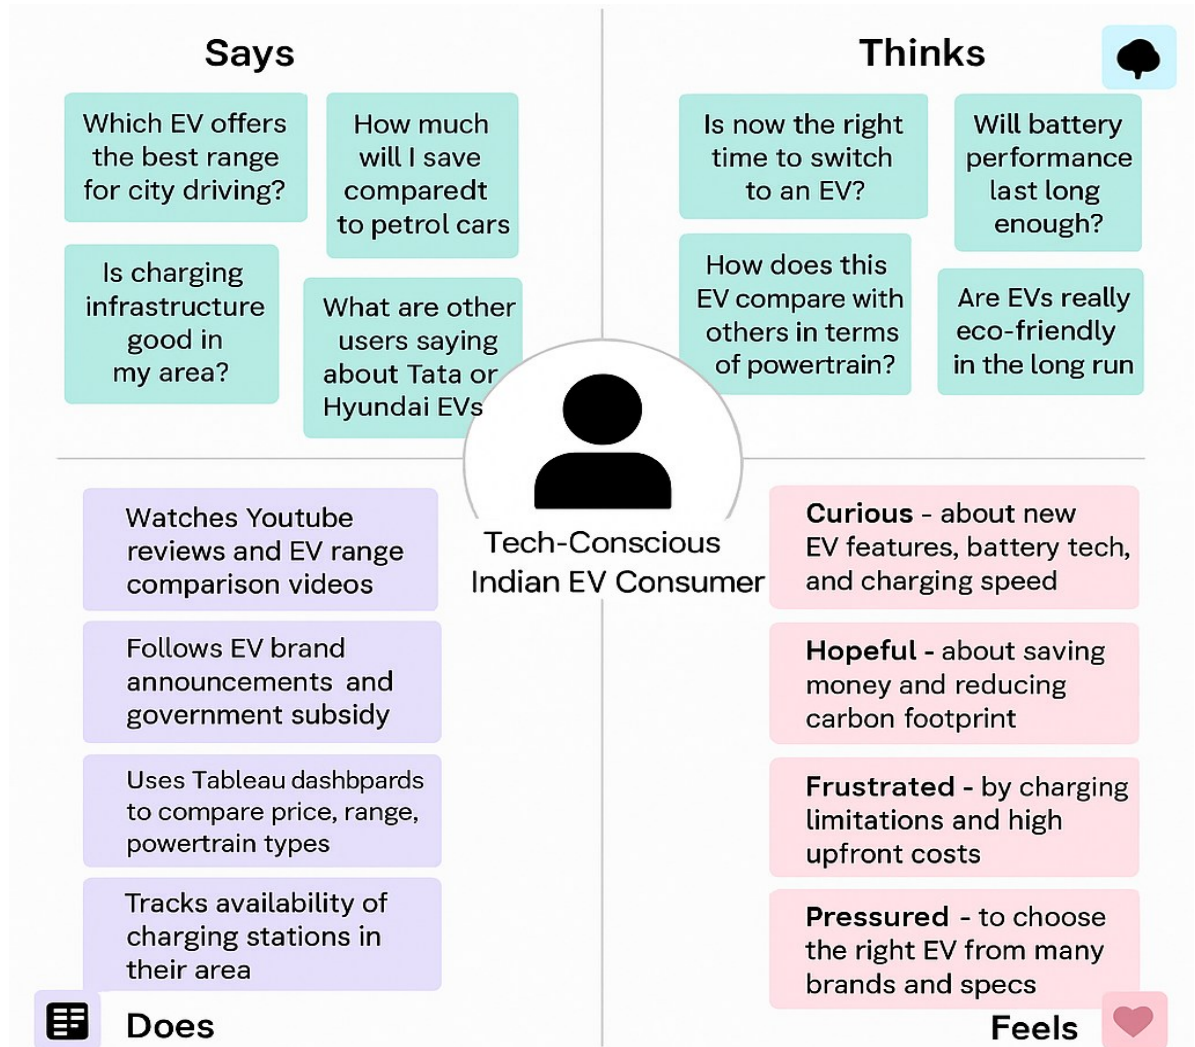 Says
Which EV offers
the best range
for city driving?
How much
will I save
comparedt
to petrol cars
Is charging
infrastructure
good in
my area?
What are other
users saying
about Tata or
Hyundai EVs
Thinks
Is now the right
time to switch
to an EV?
Will battery
performance
last long
enough?
How does this
EV compare with
others in terms
of powertrain?
Are EVs really
eco-friendly
in the long run
Tech-Conscious
Indian EV Consumer
Watches Youtube
reviews and EV range
comparison videos
Follows EV brand
announcements and
government subsidy
Uses Tableau dashbpards
to compare price, range,
powertrain types
Tracks availability of
charging stations in
their area
Does
Curious - about new
EV features, battery tech,
and charging speed
Hopeful - about saving
money and reducing
carbon footprint
Frustrated - by charging
limitations and high
upfront costs
Pressured - to choose
the right EV from many
brands and specs
Feels